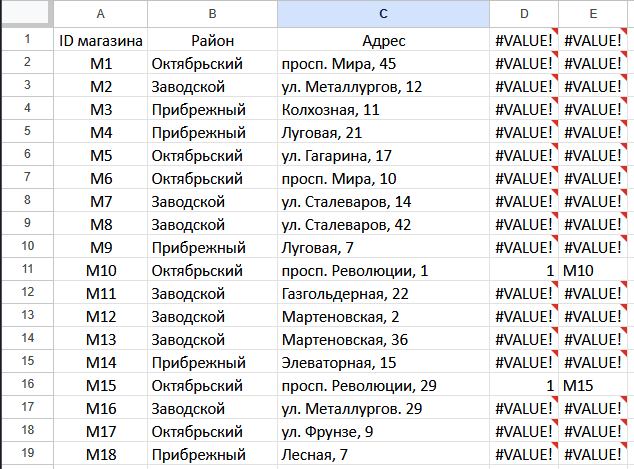 A B C D E
1 ID магазина Район Адрес #VALUE! #VALUE!
2 M1 Октябрьский просп. Мира, 45 #VALUE! #VALUE!
3 M2 Заводской ул. Металлургов, 12 #VALUE! #VALUE!
4 M3 Прибрежный Колхозная, 11 #VALUE! #VALUE!
5 M4 Прибрежный Луговая, 21 #VALUE! #VALUE!
6 M5 Октябрьский ул. Гагарина, 17 #VALUE! #VALUE!
7 M6 Октябрьский просп. Мира, 10 #VALUE! #VALUE!
8 M7 Заводской ул. Сталеваров, 14 #VALUE! #VALUE!
9 M8 Заводской ул. Сталеваров, 42 #VALUE! #VALUE!
10 M9 Прибрежный Луговая, 7 #VALUE! #VALUE!
11 M10 Октябрьский просп. Революции, 1 1 M10
12 M11 Заводской Газгольдерная, 22 #VALUE! #VALUE!
13 M12 Заводской Мартеновская, 2 #VALUE! #VALUE!
14 M13 Заводской Мартеновская, 36 #VALUE! #VALUE!
15 M14 Прибрежный Элеваторная, 15 #VALUE! #VALUE!
16 M15 Октябрьский просп. Революции, 29 1 M15
17 M16 Заводской ул. Металлургов. 29 #VALUE! #VALUE!
18 M17 Октябрьский ул. Фрунзе, 9 #VALUE! #VALUE!
19 M18 Прибрежный Лесная, 7 #VALUE! #VALUE!